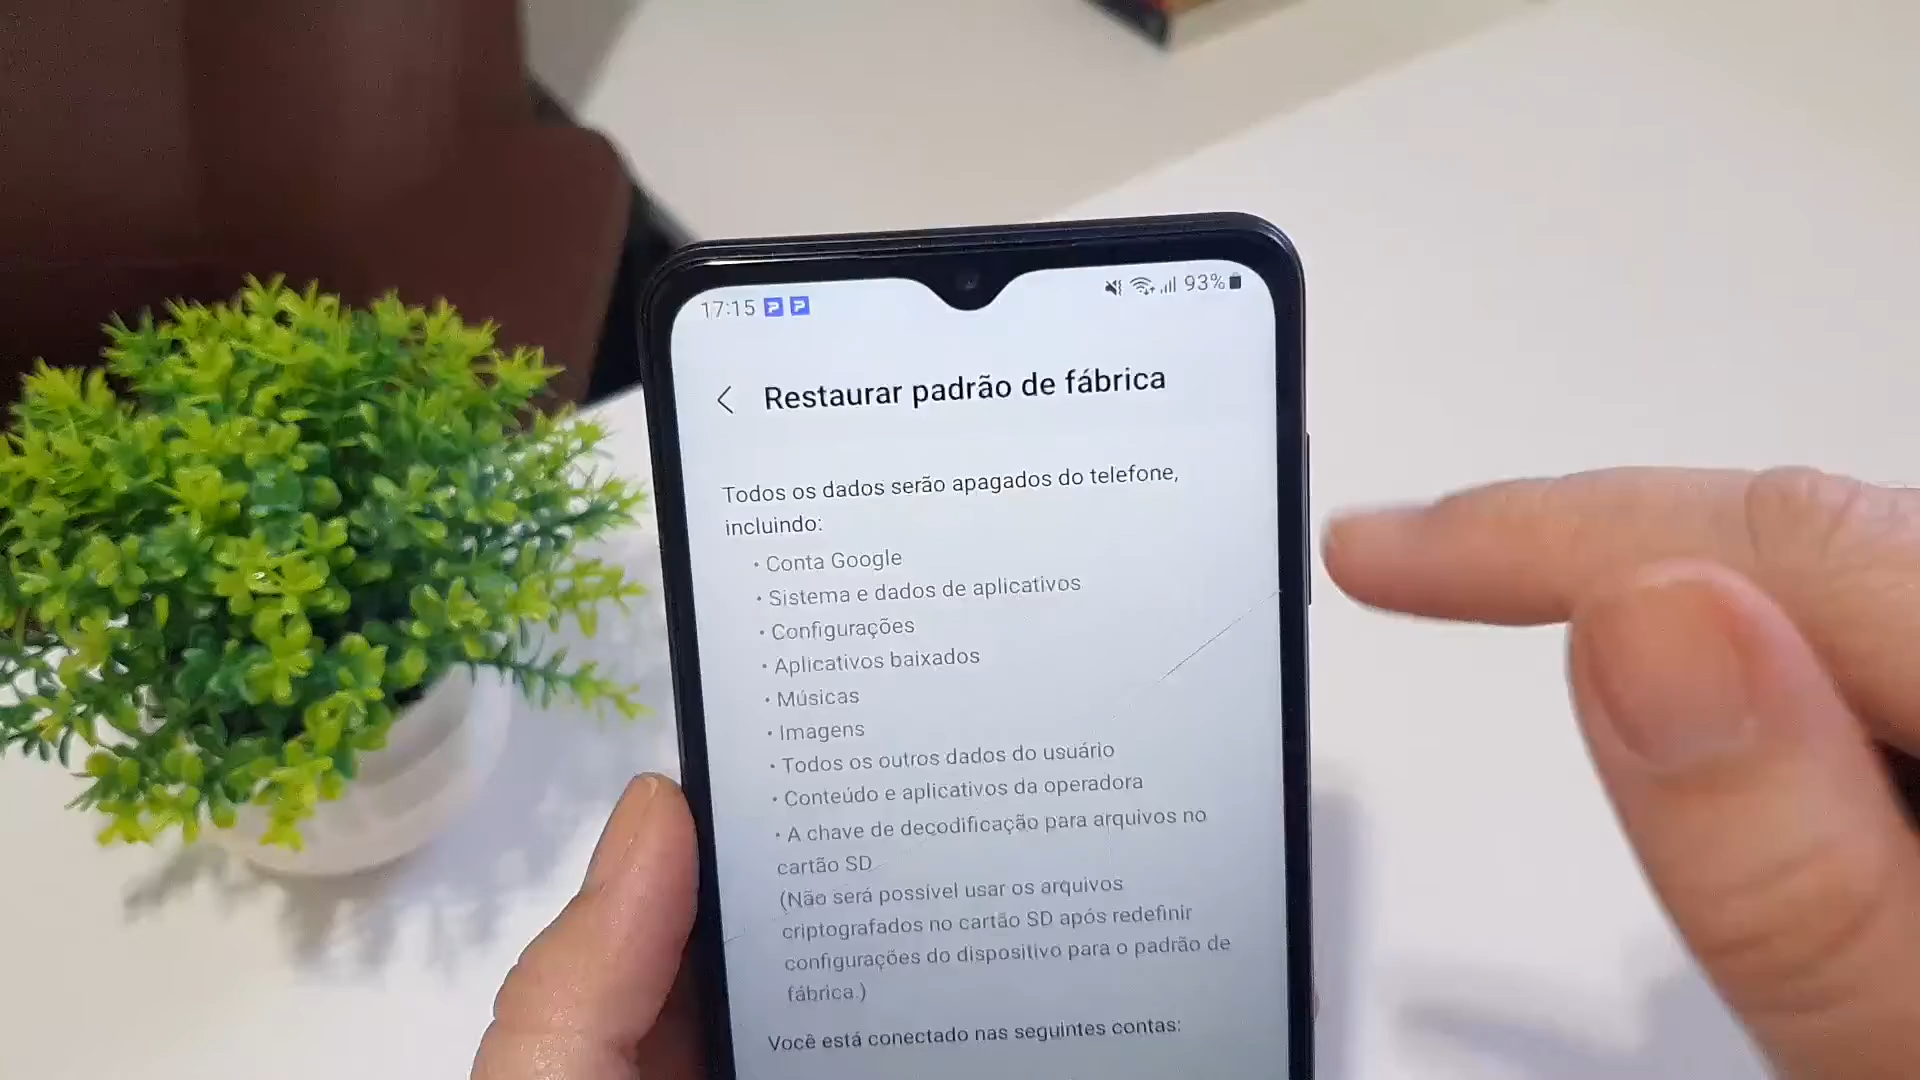 17:15 93%
Restaurar padrão de fábrica
Todos os dados serão apagados do telefone,
incluindo:
• Conta Google
• Sistema e dados de aplicativos
• Configurações
• Aplicativos baixados
• Músicas
• Imagens
• Todos os outros dados do usuário
• Conteúdo e aplicativos da operadora
• A chave de decodificação para arquivos no
cartão SD
(Não será possível usar os arquivos
criptografados no cartão SD após redefinir
configurações do dispositivo para o padrão de
fábrica.)
Você está conectado nas seguintes contas: